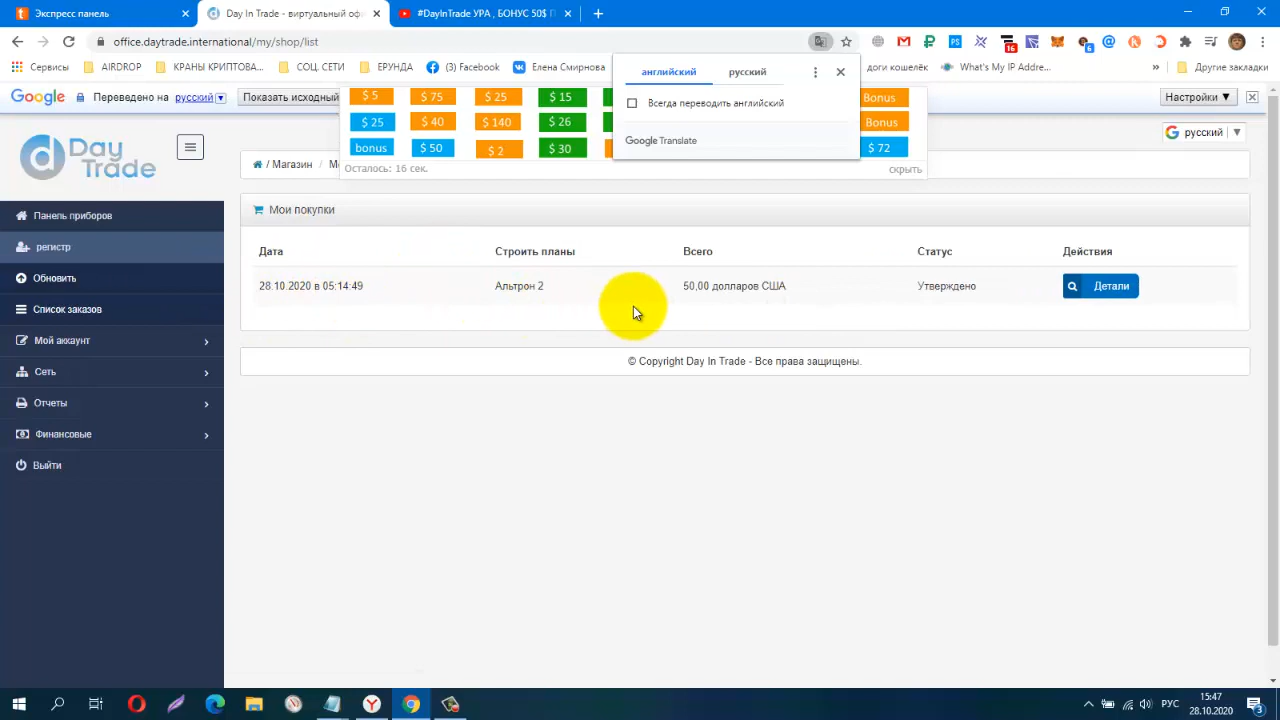 Экспресс панель
Day In Trade - виртуальный офи
#DayInTrade УРА , БОНУС 50$ П
office.daytrade.international/my/shop/list
Сервисы
AIRDROP
КРАНЫ КРИПТОВА...
СОЦ. СЕТИ
ЕРУНДА
(3) Facebook
Елена Смирнова
доги кошелёк
What's My IP Addre...
»
Другие закладки
английский
русский
Всегда переводить английский
Google Translate
Google
Переведено на
русский
Показать исходный
Настройки ▼
$ 5
$ 75
$ 25
$ 15
Bonus
$ 25
$ 40
$ 140
$ 26
Bonus
bonus
$ 50
$ 2
$ 30
$ 72
Осталось: 16 сек.
скрыть
русский
Day
Trade
/ Магазин / М
Панель приборов
регистр
Обновить
Список заказов
Мой аккаунт
Сеть
Отчеты
Финансовые
Выйти
Мои покупки
Дата
Строить планы
Всего
Статус
Действия
28.10.2020 в 05:14:49
Альтрон 2
50,00 долларов США
Утверждено
Детали
© Copyright Day In Trade - Все права защищены.
РУС
15:47
28.10.2020
3